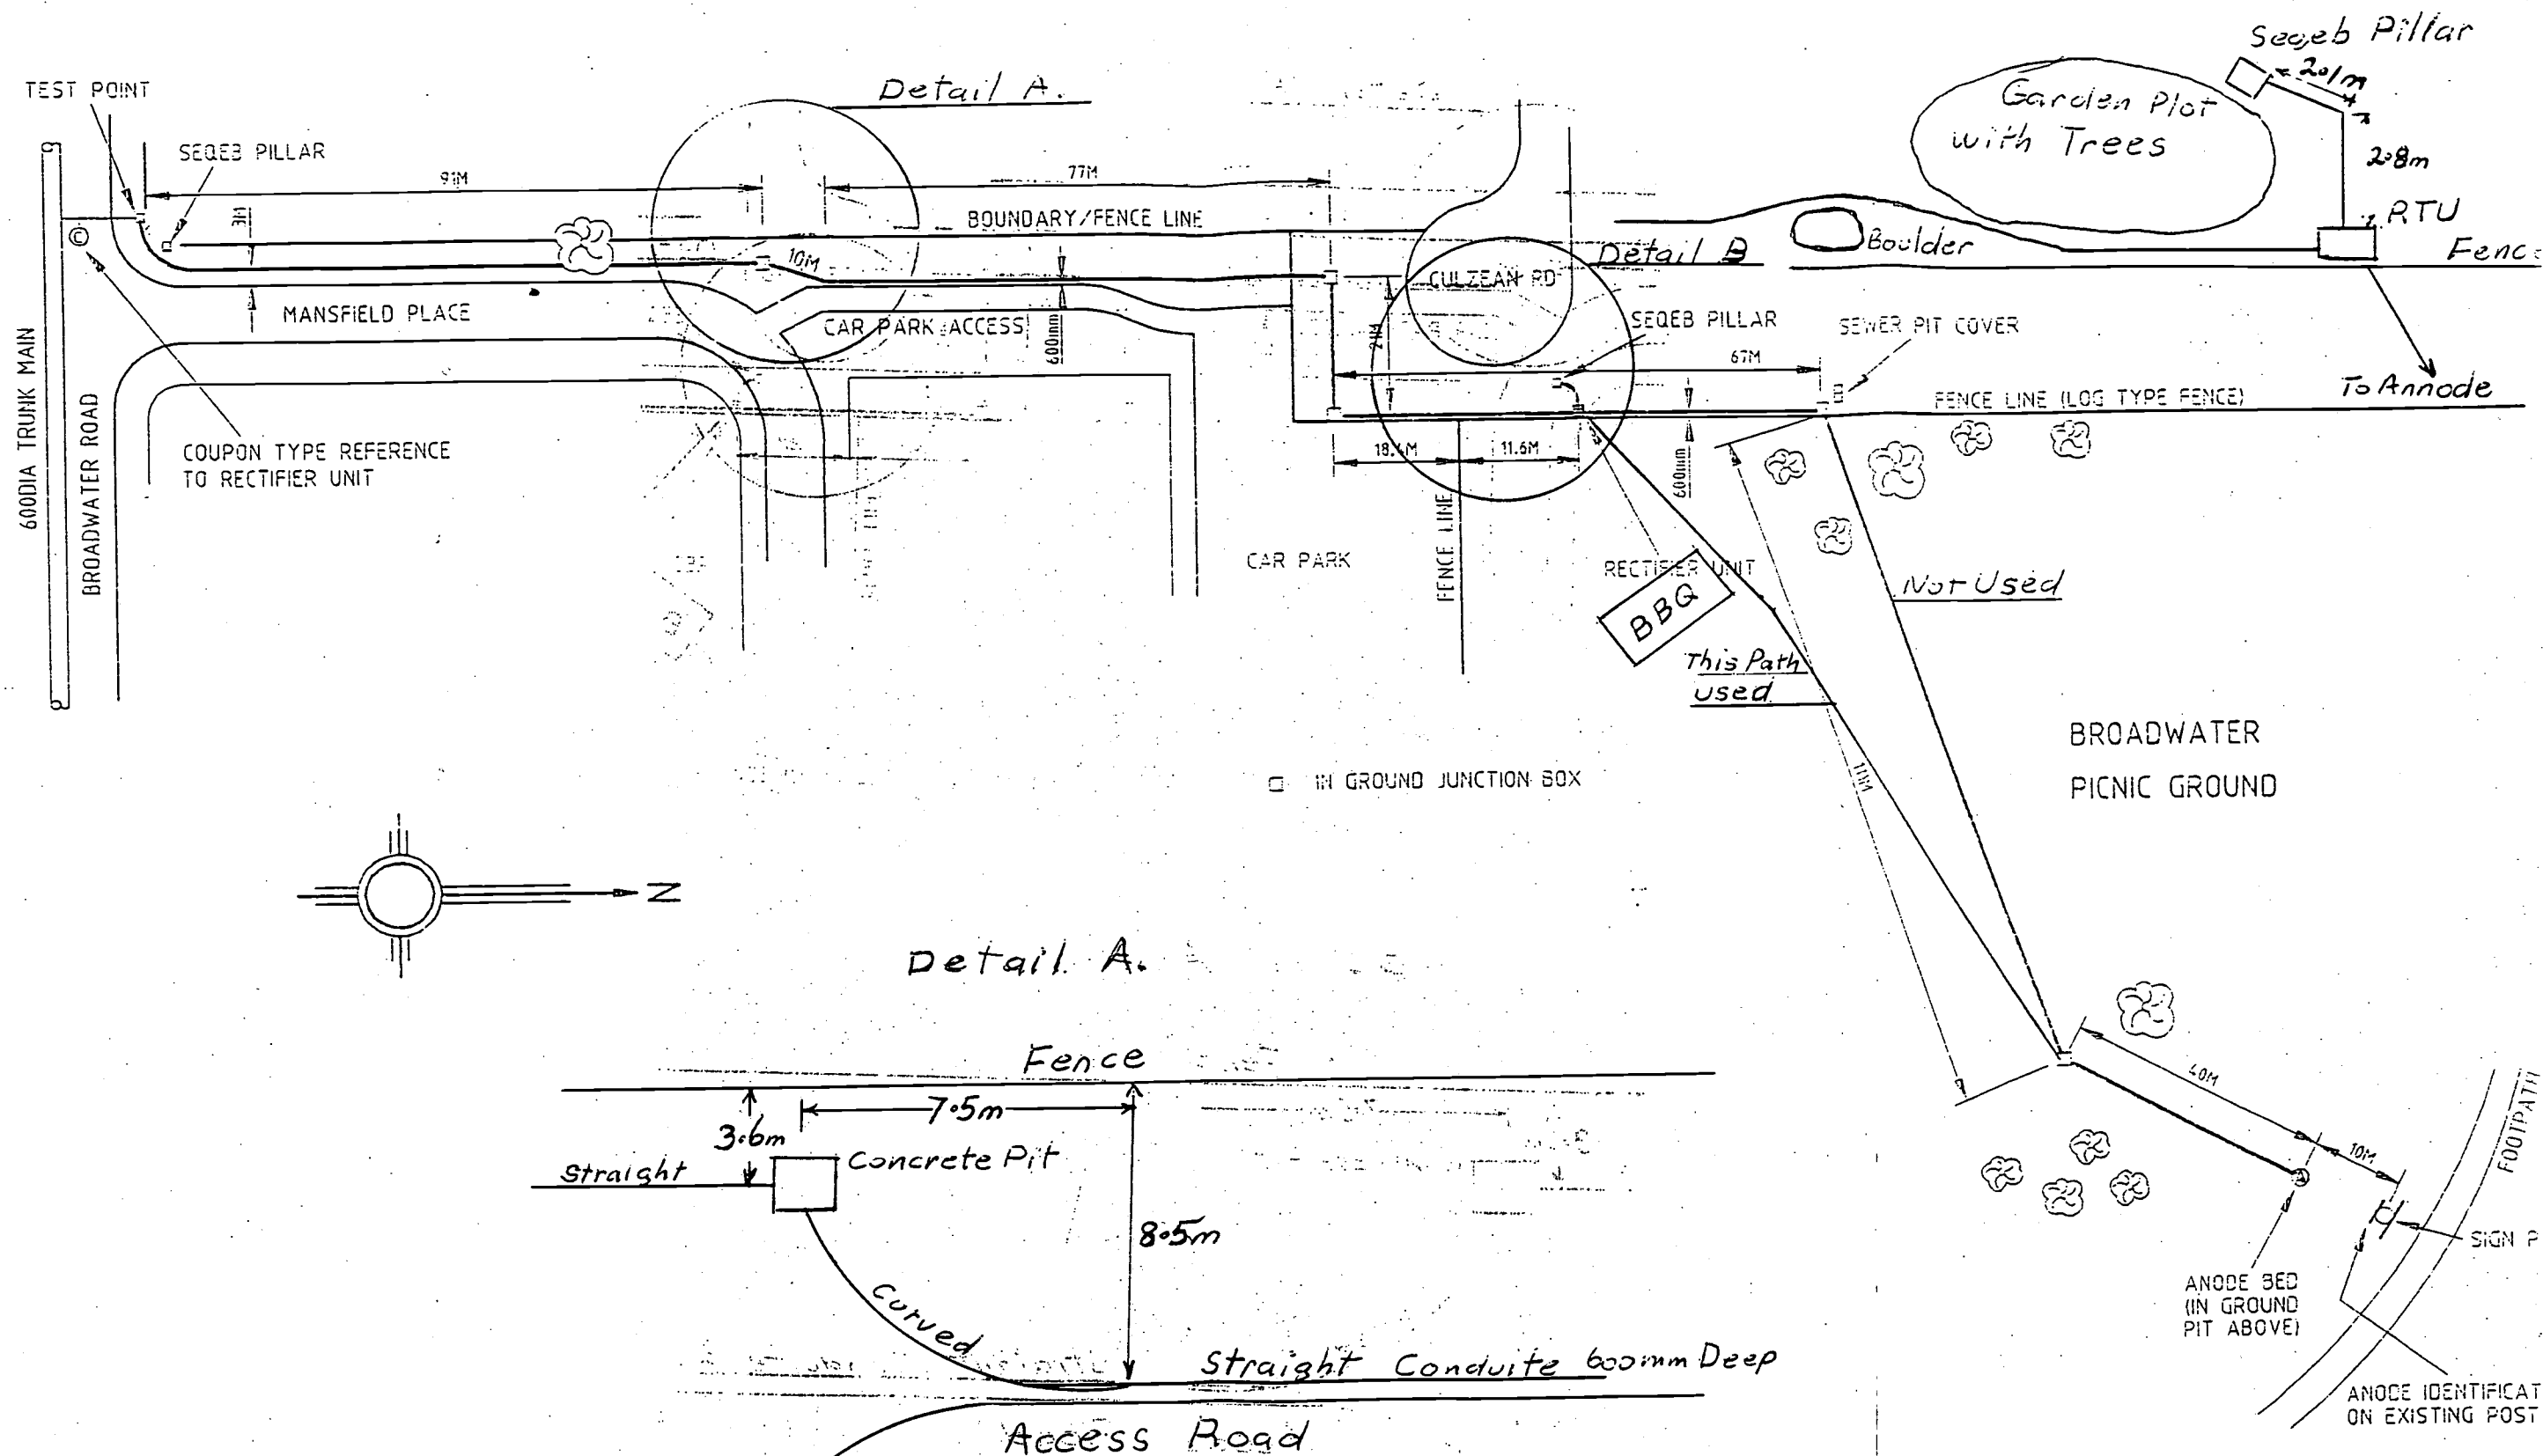 Seqeb Pillar
2.1m
Garden Plot
with Trees
2.8m
RTU
Fence
Boulder
Detail B
To Annode
Detail A.
TEST POINT
SEQEB PILLAR
91M
77M
3M
BOUNDARY/FENCE LINE
10M
MANSFIELD PLACE
CAR PARK ACCESS
600mm
CULZEAN RD
21M
SEQEB PILLAR
SEWER PIT COVER
67M
FENCE LINE (LOG TYPE FENCE)
600DIA TRUNK MAIN
BROADWATER ROAD
COUPON TYPE REFERENCE
TO RECTIFIER UNIT
18.4M
11.6M
600mm
CAR PARK
FENCE LINE
RECTIFIER UNIT
BBQ
Not Used
This Path
used
BROADWATER
PICNIC GROUND
IN GROUND JUNCTION BOX
N
40M
10M
FOOTPATH
SIGN P
ANODE BED
(IN GROUND
PIT ABOVE)
ANODE IDENTIFICAT
ON EXISTING POST
Detail A.
Fence
7.5m
3.6m
Concrete Pit
Straight
8.5m
Curved
Straight Conduite 600mm Deep
Access Road